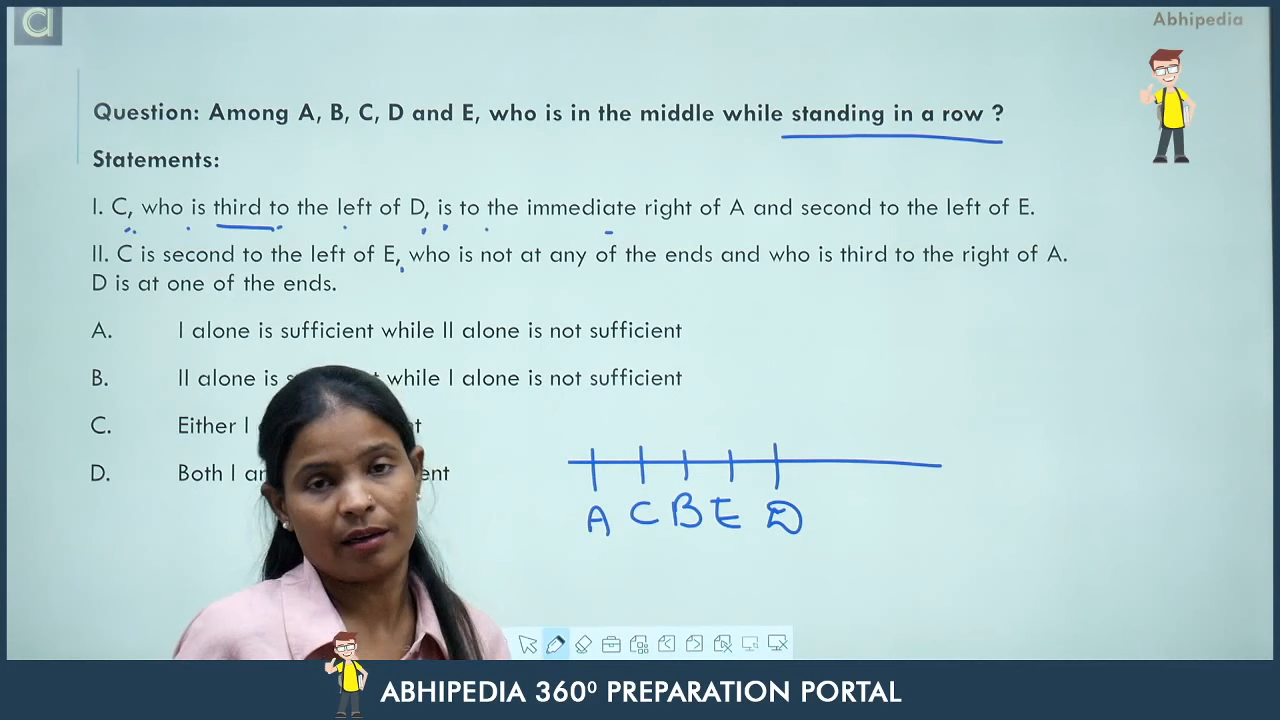 Abhipedia
Question: Among A, B, C, D and E, who is in the middle while standing in a row ?
Statements:
I. C, who is third to the left of D, is to the immediate right of A and second to the left of E.
II. C is second to the left of E, who is not at any of the ends and who is third to the right of A.
D is at one of the ends.
A. I alone is sufficient while II alone is not sufficient
B. II alone is while I alone is not sufficient
C. Either I
D. Both I
A C B E D
ABHIPEDIA 360⁰ PREPARATION PORTAL